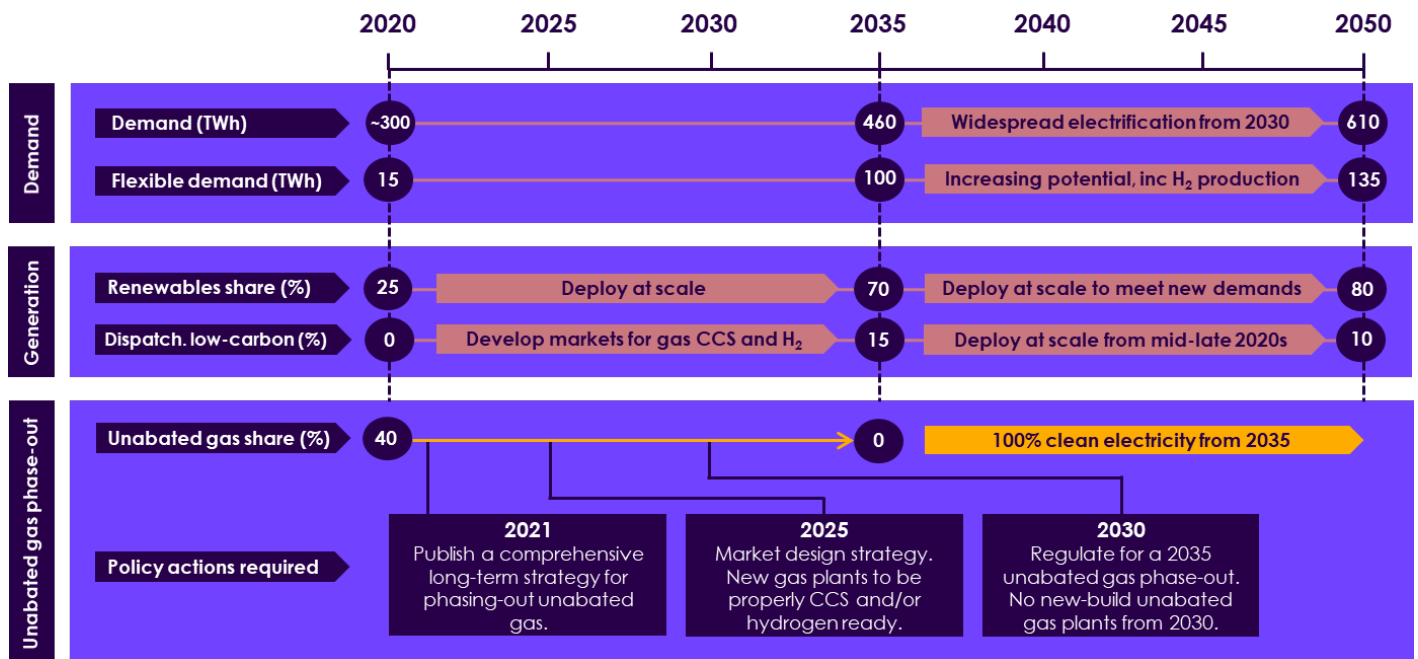 2020 2025 2030 2035 2040 2045 2050
Demand
Demand (TWh) ~300 460 Widespread electrification from 2030 610
Flexible demand (TWh) 15 100 Increasing potential, inc H₂ production 135
Generation
Renewables share (%) 25 Deploy at scale 70 Deploy at scale to meet new demands 80
Dispatch. low-carbon (%) 0 Develop markets for gas CCS and H₂ 15 Deploy at scale from mid-late 2020s 10
Unabated gas phase-out
Unabated gas share (%) 40 0 100% clean electricity from 2035
Policy actions required
2021
Publish a comprehensive
long-term strategy for
phasing-out unabated
gas.
2025
Market design strategy.
New gas plants to be
properly CCS and/or
hydrogen ready.
2030
Regulate for a 2035
unabated gas phase-out.
No new-build unabated
gas plants from 2030.